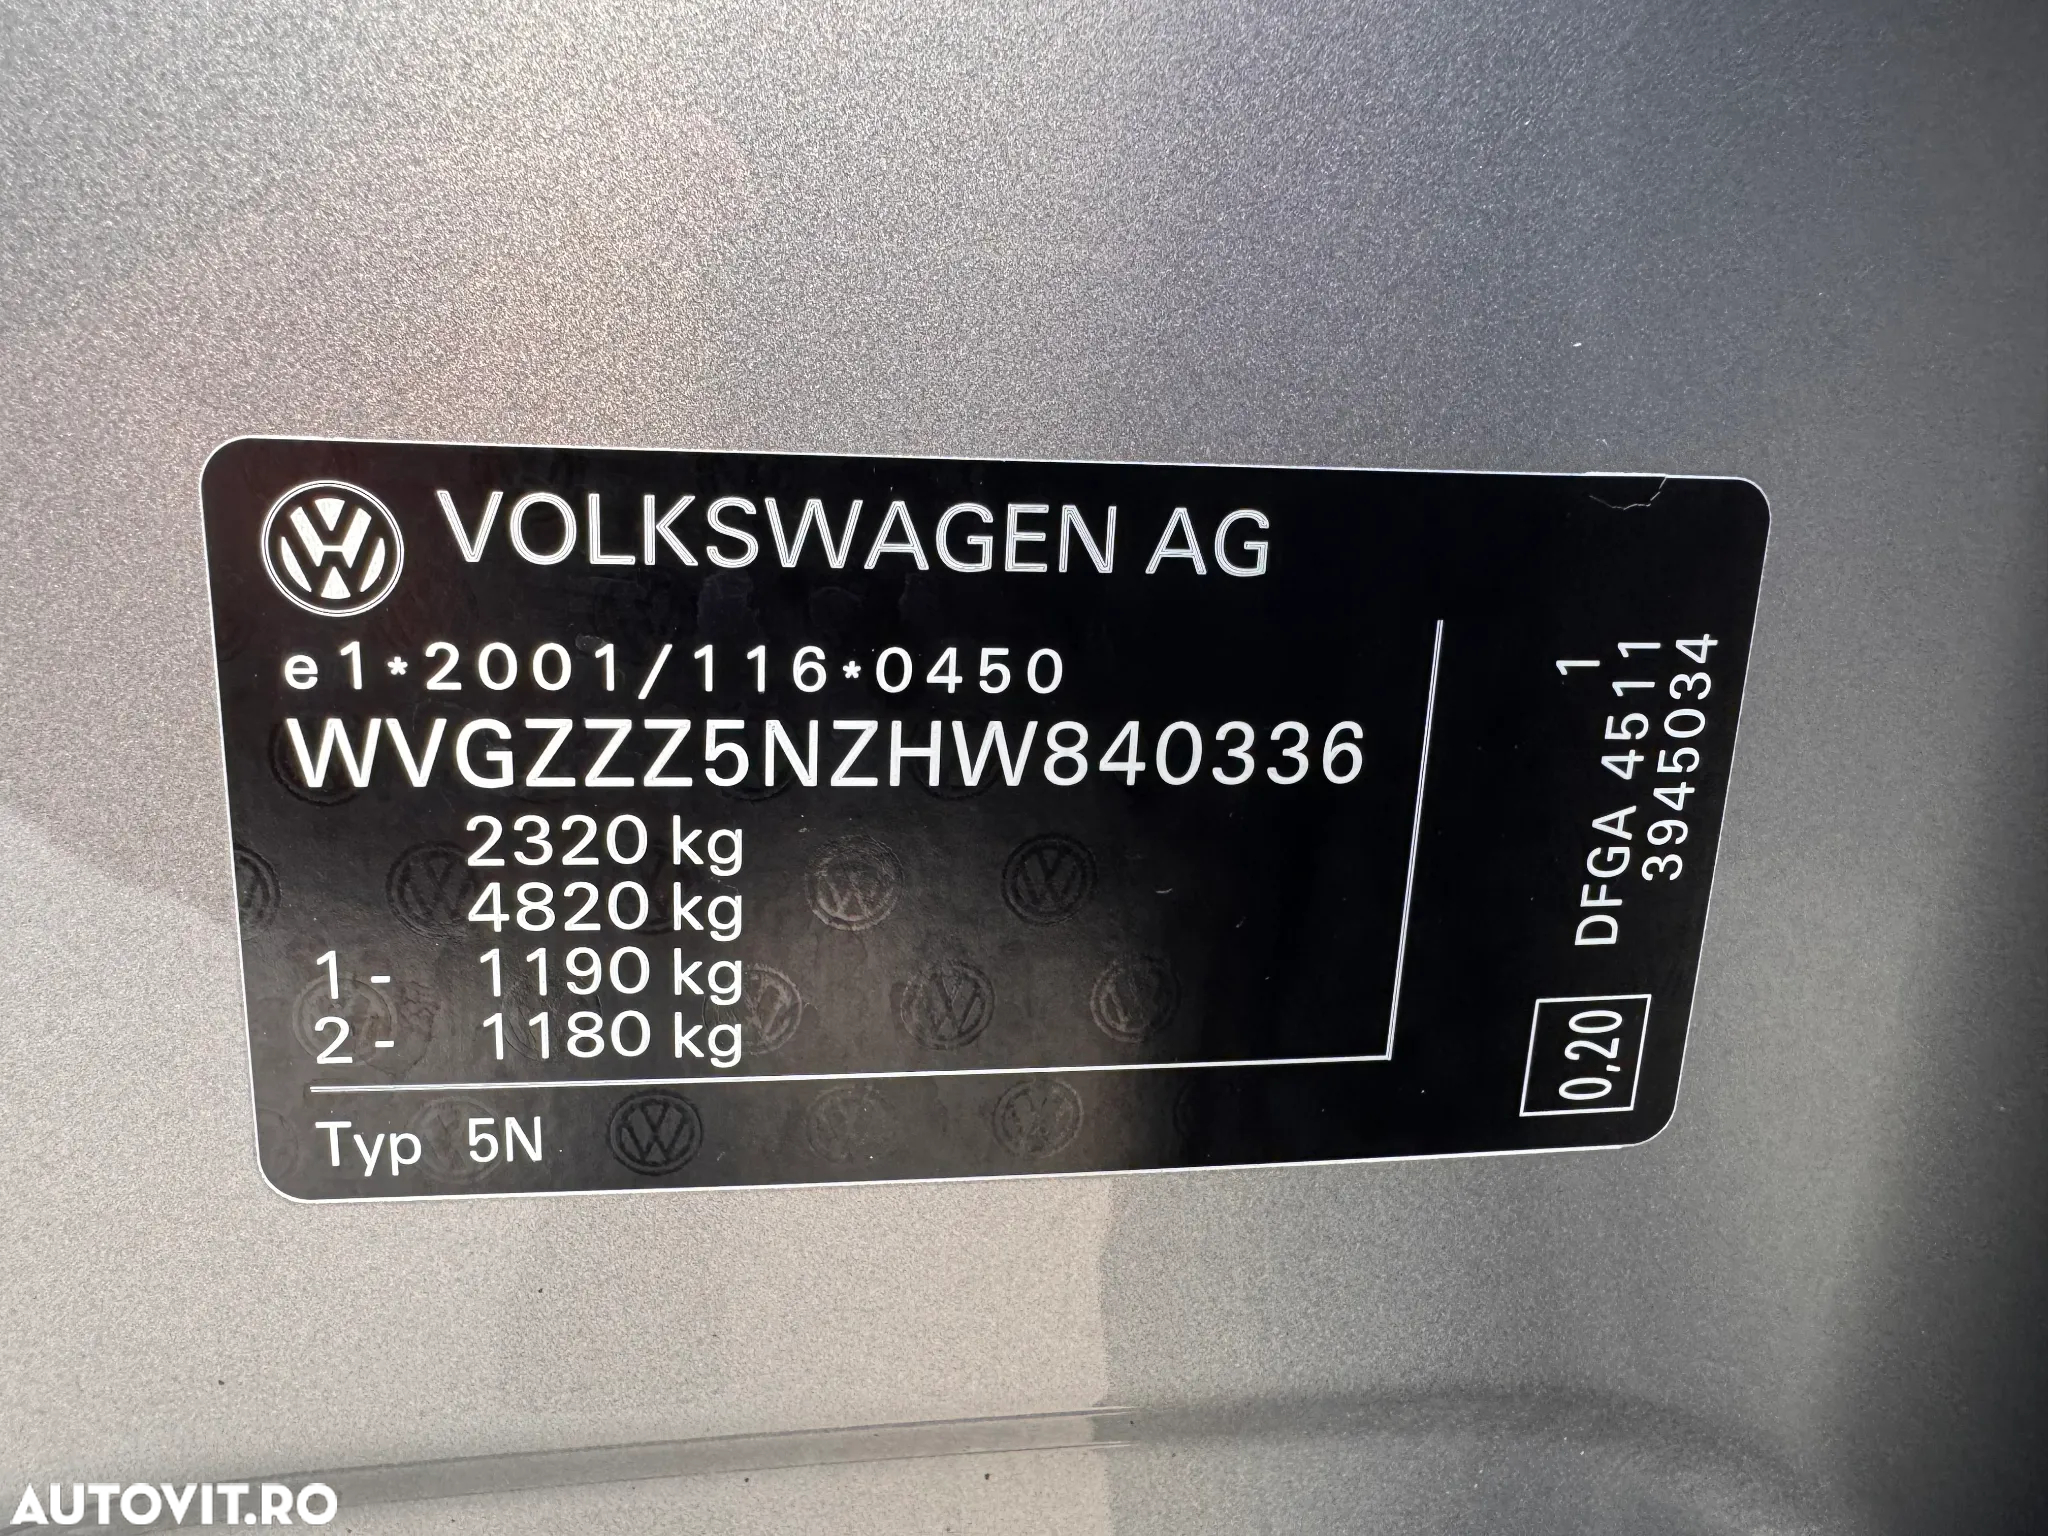 VOLKSWAGEN AG
e1*2001/116*0450
WVGZZZ5NZHW840336
2320 kg
4820 kg
1- 1190 kg
2- 1180 kg
Typ 5N
1
DFGA 4511
3945034
0,20
AUTOVIT.RO